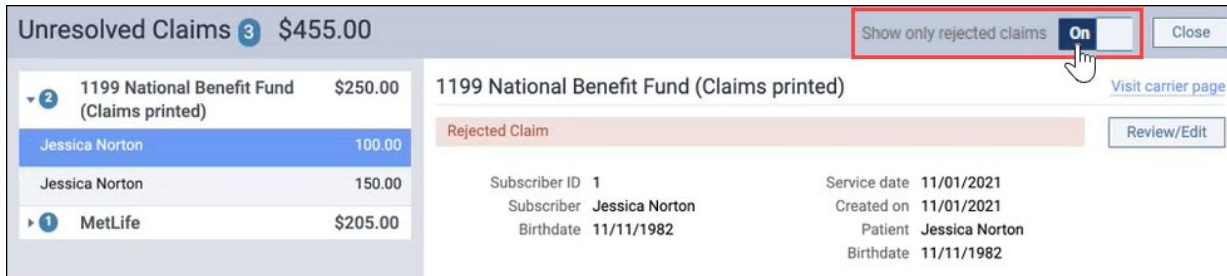 Unresolved Claims 3 $455.00
Show only rejected claims On
Close
2 1199 National Benefit Fund $250.00
(Claims printed)
Jessica Norton 100.00
Jessica Norton 150.00
1 MetLife $205.00
1199 National Benefit Fund (Claims printed)
Visit carrier page
Rejected Claim
Review/Edit
Subscriber ID 1
Subscriber Jessica Norton
Birthdate 11/11/1982
Service date 11/01/2021
Created on 11/01/2021
Patient Jessica Norton
Birthdate 11/11/1982